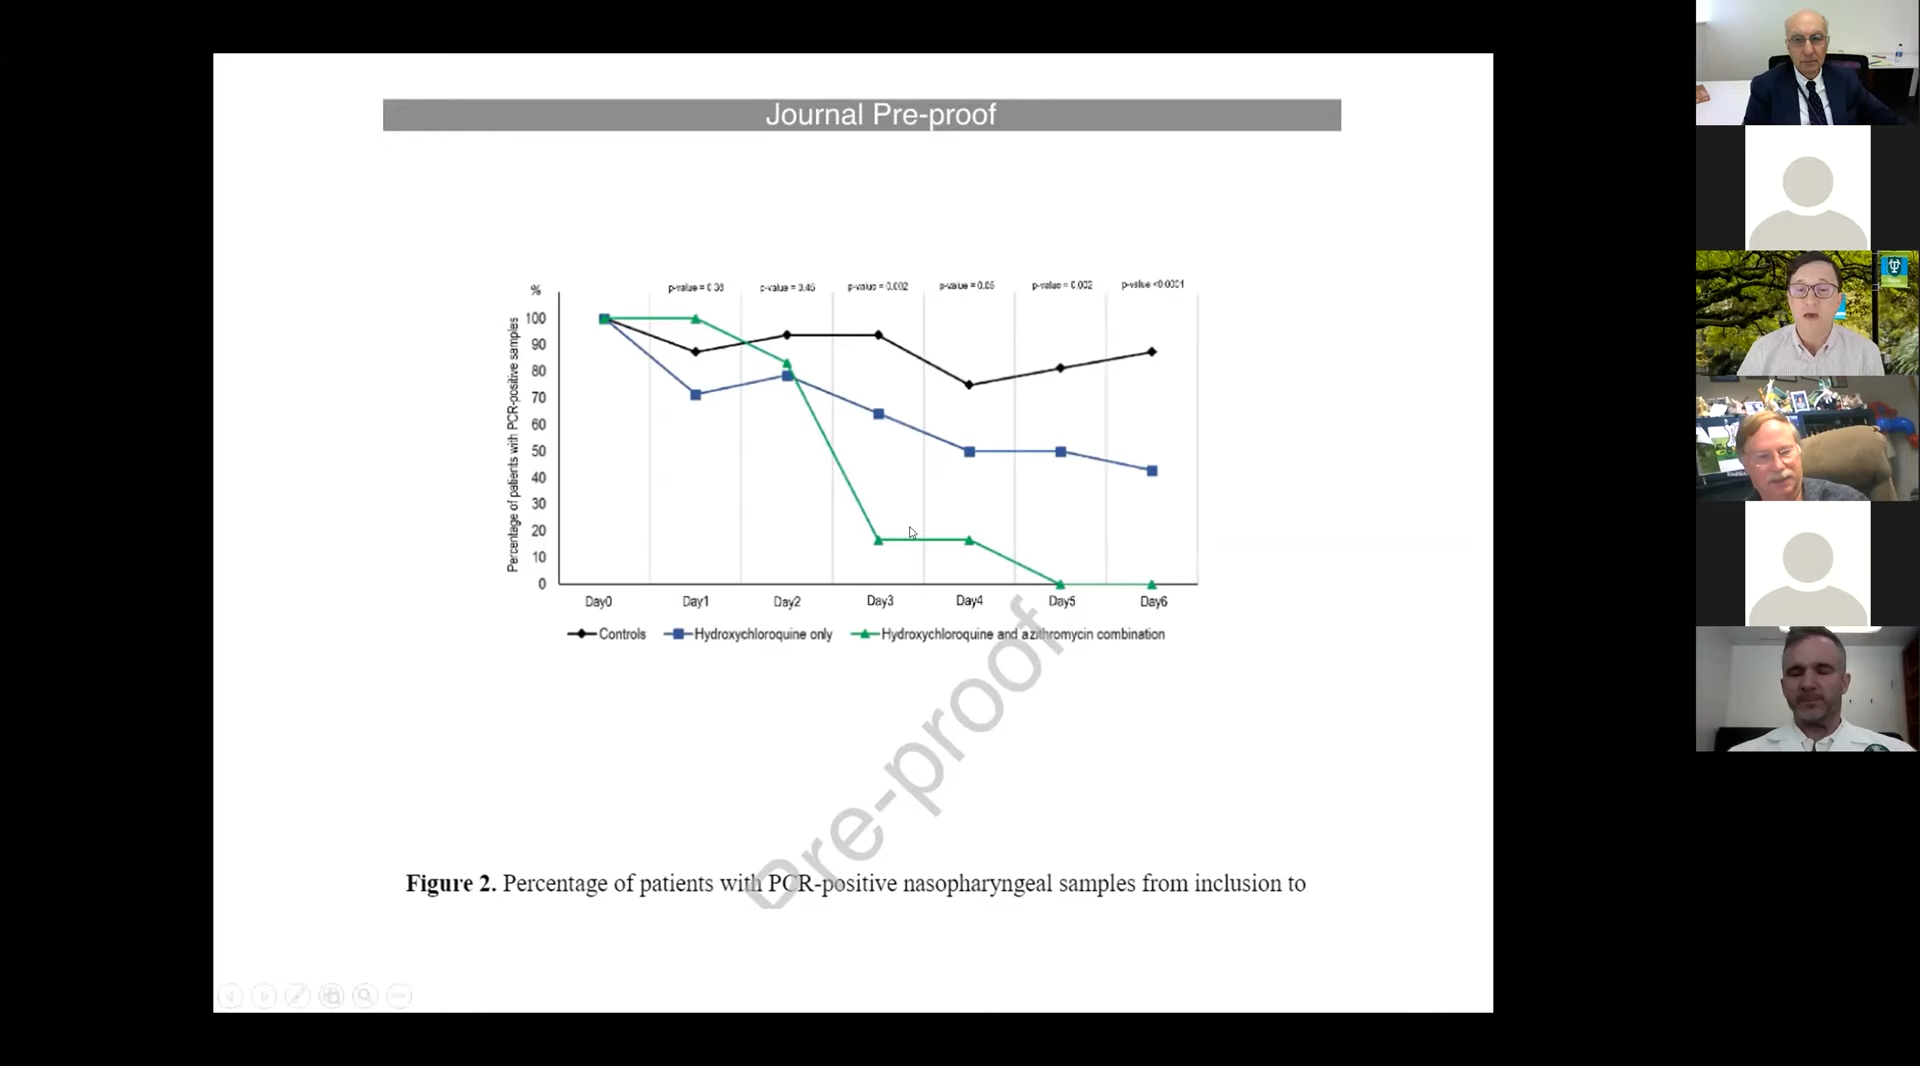 Journal Pre-proof
%
p-value = 0.36
p-value = 0.45
p-value = 0.002
p-value = 0.05
p-value = 0.002
p-value <0.0001
Percentage of patients with PCR-positive samples
100
90
80
70
60
50
40
30
20
10
0
Day0
Day1
Day2
Day3
Day4
Day5
Day6
Controls
Hydroxychloroquine only
Hydroxychloroquine and azithromycin combination
Pre-proof
Figure 2. Percentage of patients with PCR-positive nasopharyngeal samples from inclusion to